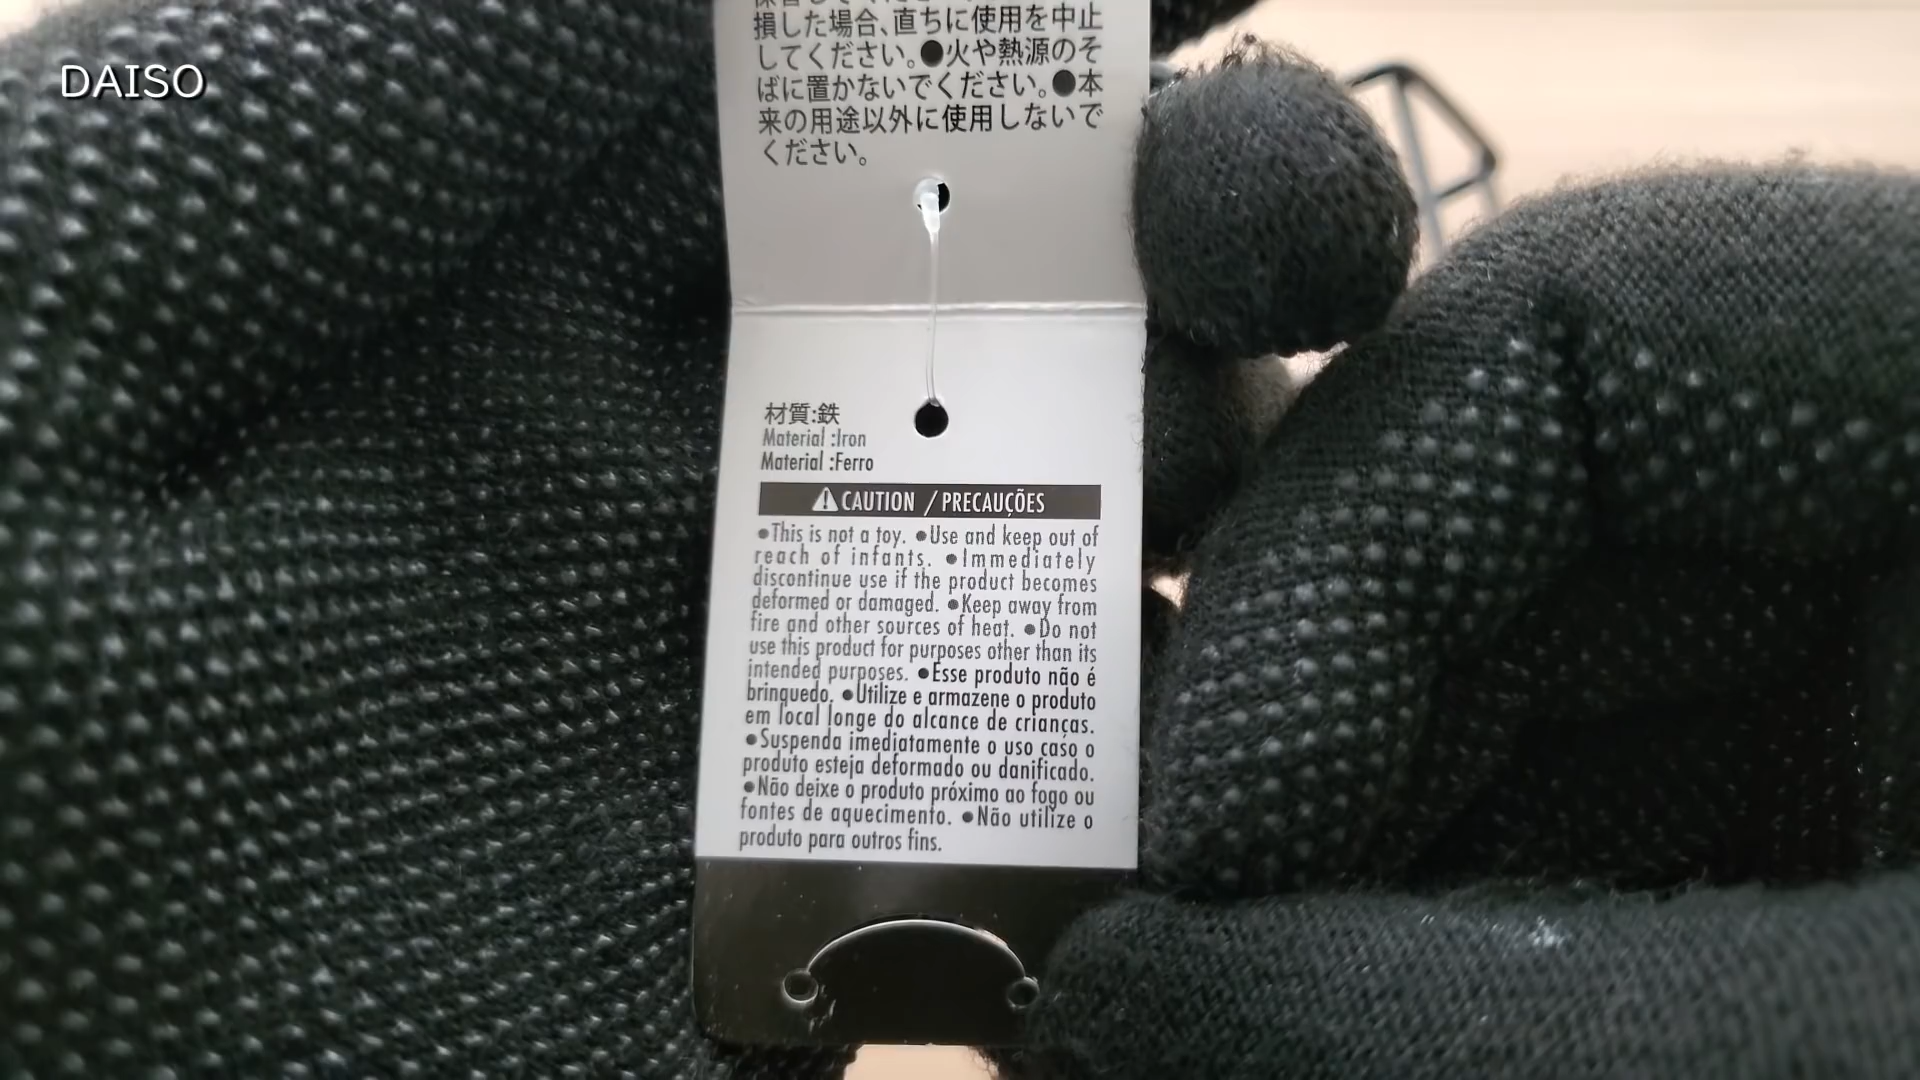 DAISO
損した場合、直ちに使用を中止
してください。●火や熱源のそ
ばに置かないでください。●本
来の用途以外に使用しないで
ください。
材質:鉄
Material :Iron
Material :Ferro
⚠CAUTION / PRECAUÇÕES
●This is not a toy. ●Use and keep out of
reach of infants. ●Immediately
discontinue use if the product becomes
deformed or damaged. ●Keep away from
fire and other sources of heat. ●Do not
use this product for purposes other than its
intended purposes. ●Esse produto não é
brinquedo. ●Utilize e armazene o produto
em local longe do alcance de crianças.
●Suspenda imediatamente o uso caso o
produto esteja deformado ou danificado.
●Não deixe o produto próximo ao fogo ou
fontes de aquecimento. ●Não utilize o
produto para outros fins.